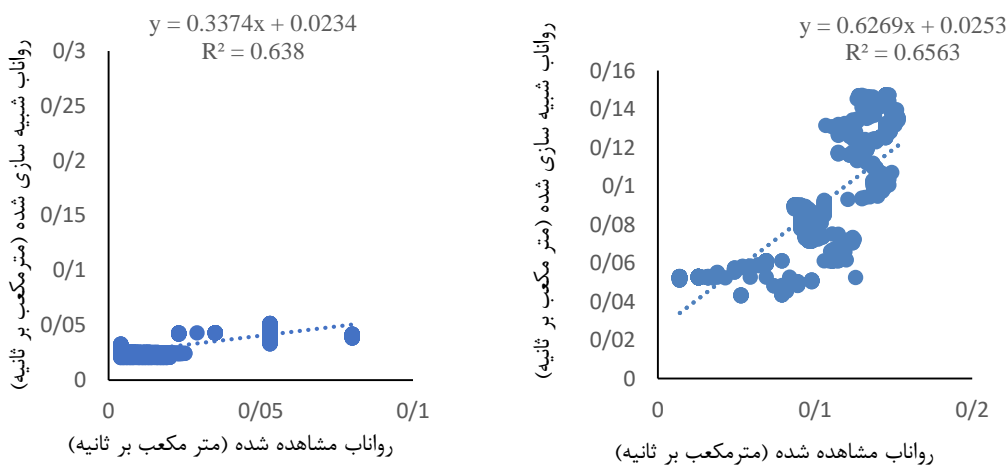 y = 0.3374x + 0.0234
R² = 0.638
رواناب شبیه سازی شده (مترمکعب بر ثانیه)
0/3
0/25
0/2
0/15
0/1
0/05
0
0 0/05 0/1
رواناب مشاهده شده (متر مکعب بر ثانیه)
y = 0.6269x + 0.0253
R² = 0.6563
رواناب شبیه سازی شده (متر مکعب بر ثانیه)
0/16
0/14
0/12
0/1
0/08
0/06
0/04
0/02
0
0 0/1 0/2
رواناب مشاهده شده (مترمکعب بر ثانیه)